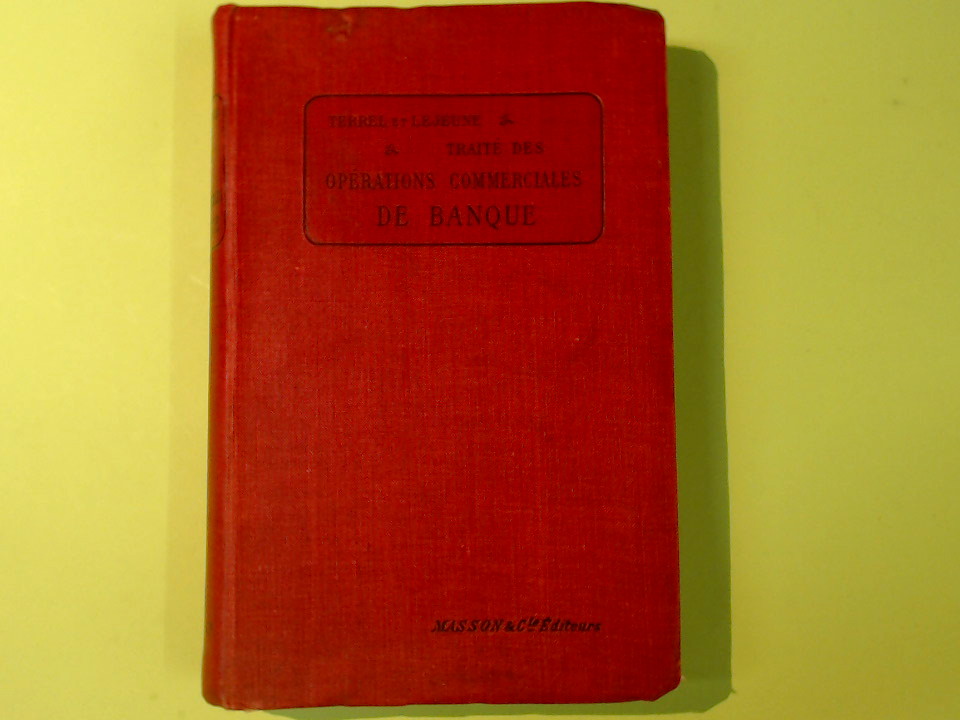 TERREL ET LEJEUNE
TRAITÉ DES
OPÉRATIONS COMMERCIALES
DE BANQUE
MASSON & Cie Éditeurs